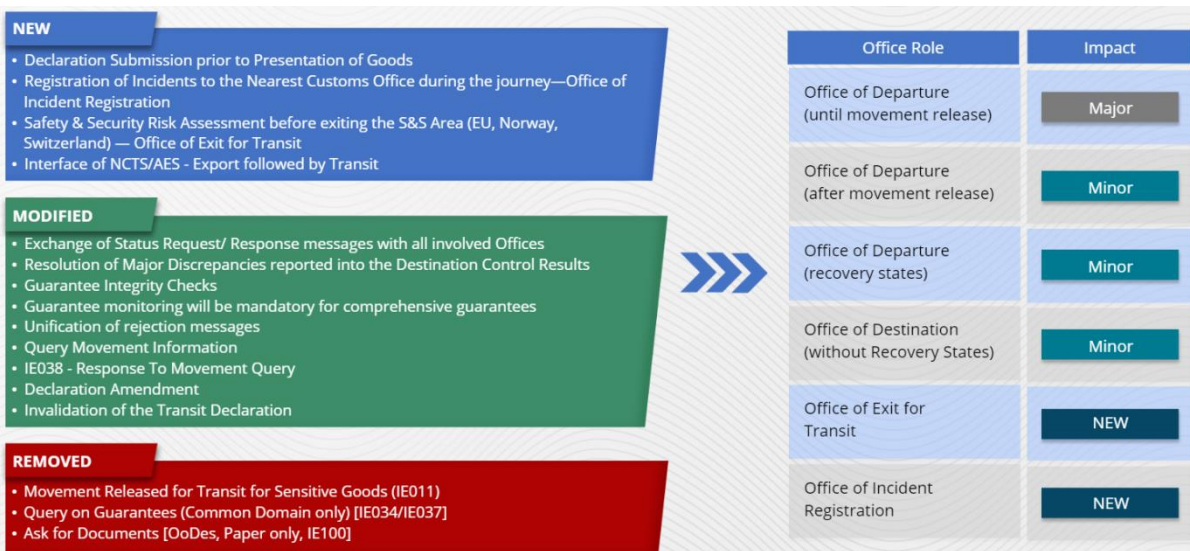 NEW
• Declaration Submission prior to Presentation of Goods
• Registration of Incidents to the Nearest Customs Office during the journey—Office of
Incident Registration
• Safety & Security Risk Assessment before exiting the S&S Area (EU, Norway,
Switzerland) — Office of Exit for Transit
• Interface of NCTS/AES - Export followed by Transit
MODIFIED
• Exchange of Status Request/ Response messages with all involved Offices
• Resolution of Major Discrepancies reported into the Destination Control Results
• Guarantee Integrity Checks
• Guarantee monitoring will be mandatory for comprehensive guarantees
• Unification of rejection messages
• Query Movement Information
• IE038 - Response To Movement Query
• Declaration Amendment
• Invalidation of the Transit Declaration
REMOVED
• Movement Released for Transit for Sensitive Goods (IE011)
• Query on Guarantees (Common Domain only) [IE034/IE037]
• Ask for Documents [OoDes, Paper only, IE100]
Office Role
Impact
Office of Departure
(until movement release)
Major
Office of Departure
(after movement release)
Minor
Office of Departure
(recovery states)
Minor
Office of Destination
(without Recovery States)
Minor
Office of Exit for
Transit
NEW
Office of Incident
Registration
NEW